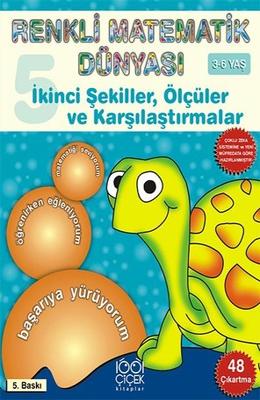 RENKLİ MATEMATİK
DÜNYASI
3-6 YAŞ
5
İkinci Şekiller, Ölçüler
ve Karşılaştırmalar
ÇOKLU ZEKA
SİSTEMİNE ve YENİ
MÜFREDATA GÖRE
HAZIRLANMIŞTIR
matematiği seviyorum
öğrenirken eğleniyorum
başarıya yürüyorum
5. Baskı
1001
ÇİÇEK
kitaplar
48
Çıkartma